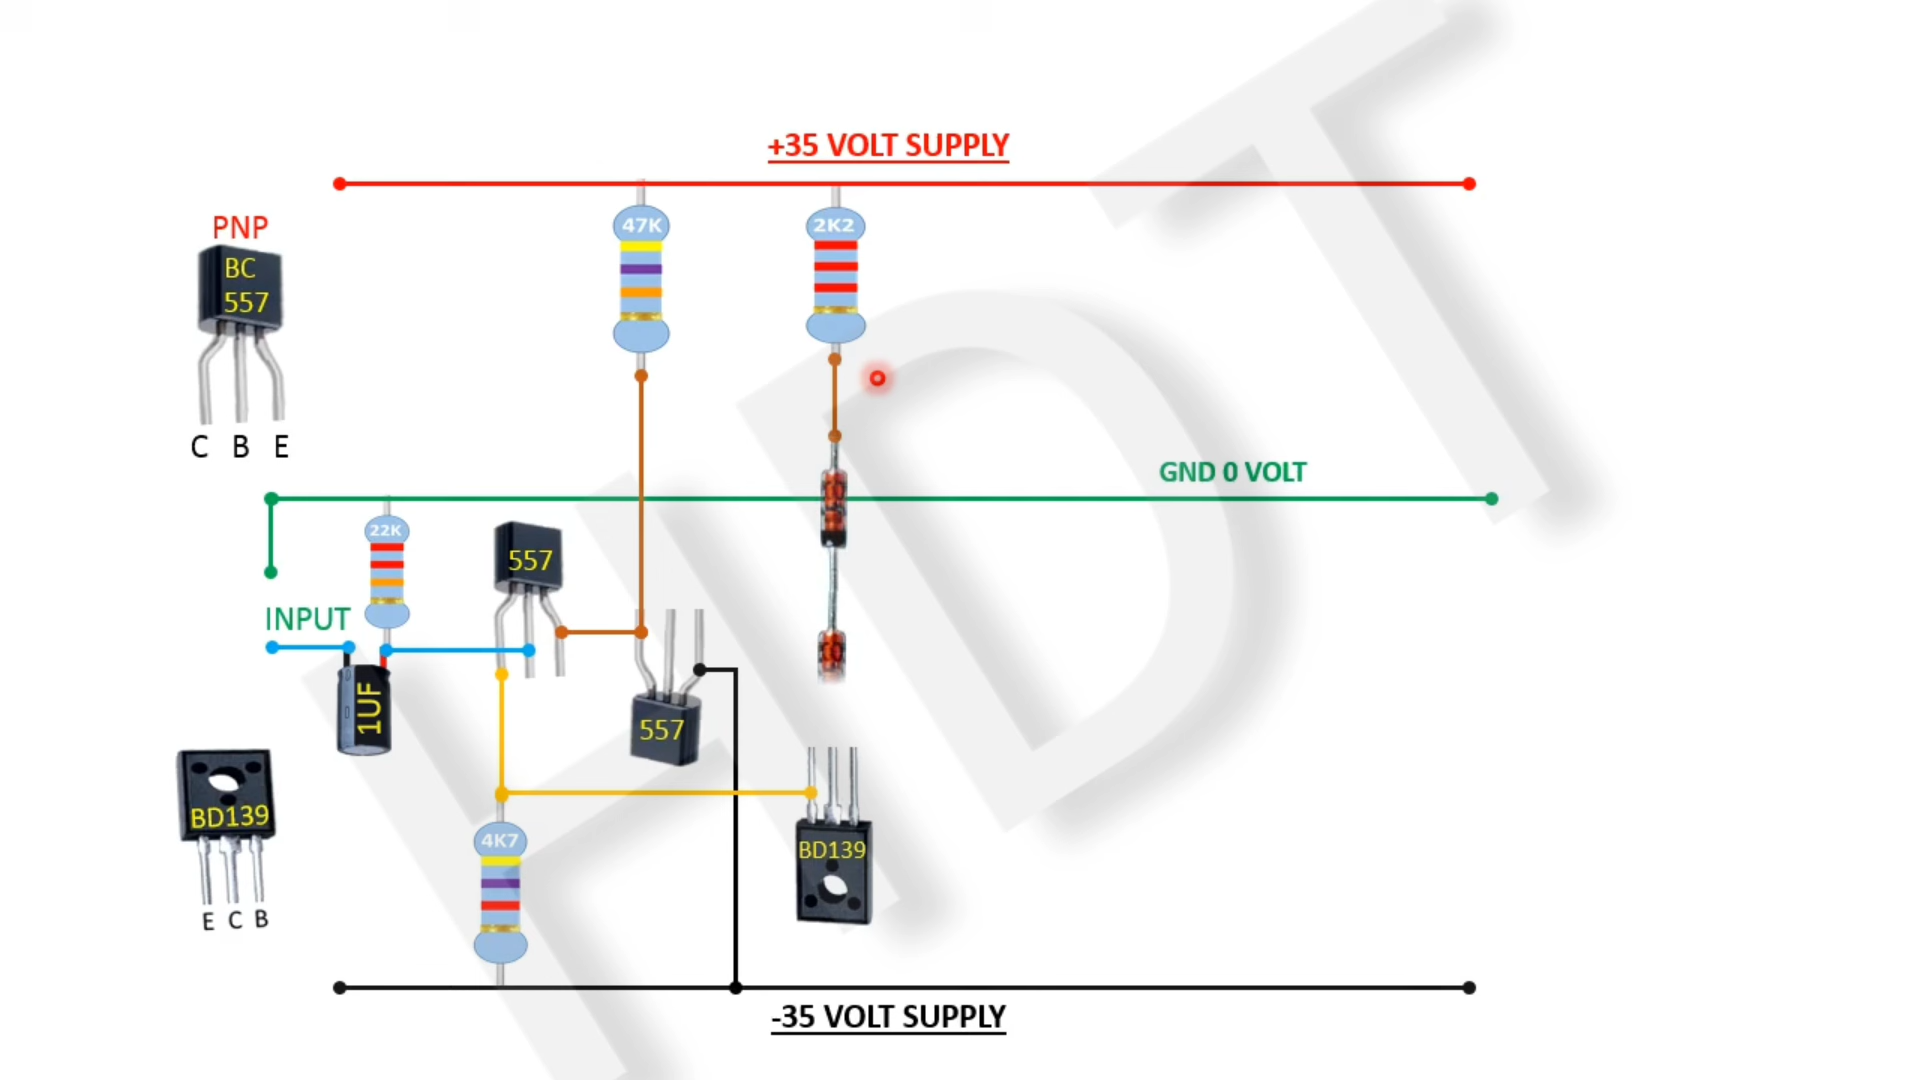 +35 VOLT SUPPLY
PNP
BC
557
C B E
47K
2K2
GND 0 VOLT
22K
557
INPUT
1UF
557
BD139
E C B
4K7
BD139
-35 VOLT SUPPLY
HDT